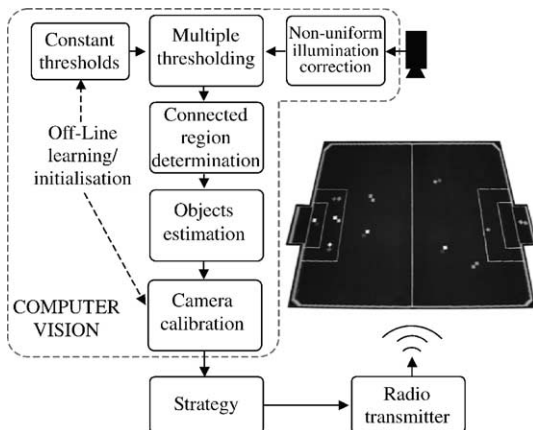 Constant
thresholds
Multiple
thresholding
Non-uniform
illumination
correction
Off-Line
learning/
initialisation
Connected
region
determination
Objects
estimation
Camera
calibration
COMPUTER
VISION
Strategy
Radio
transmitter